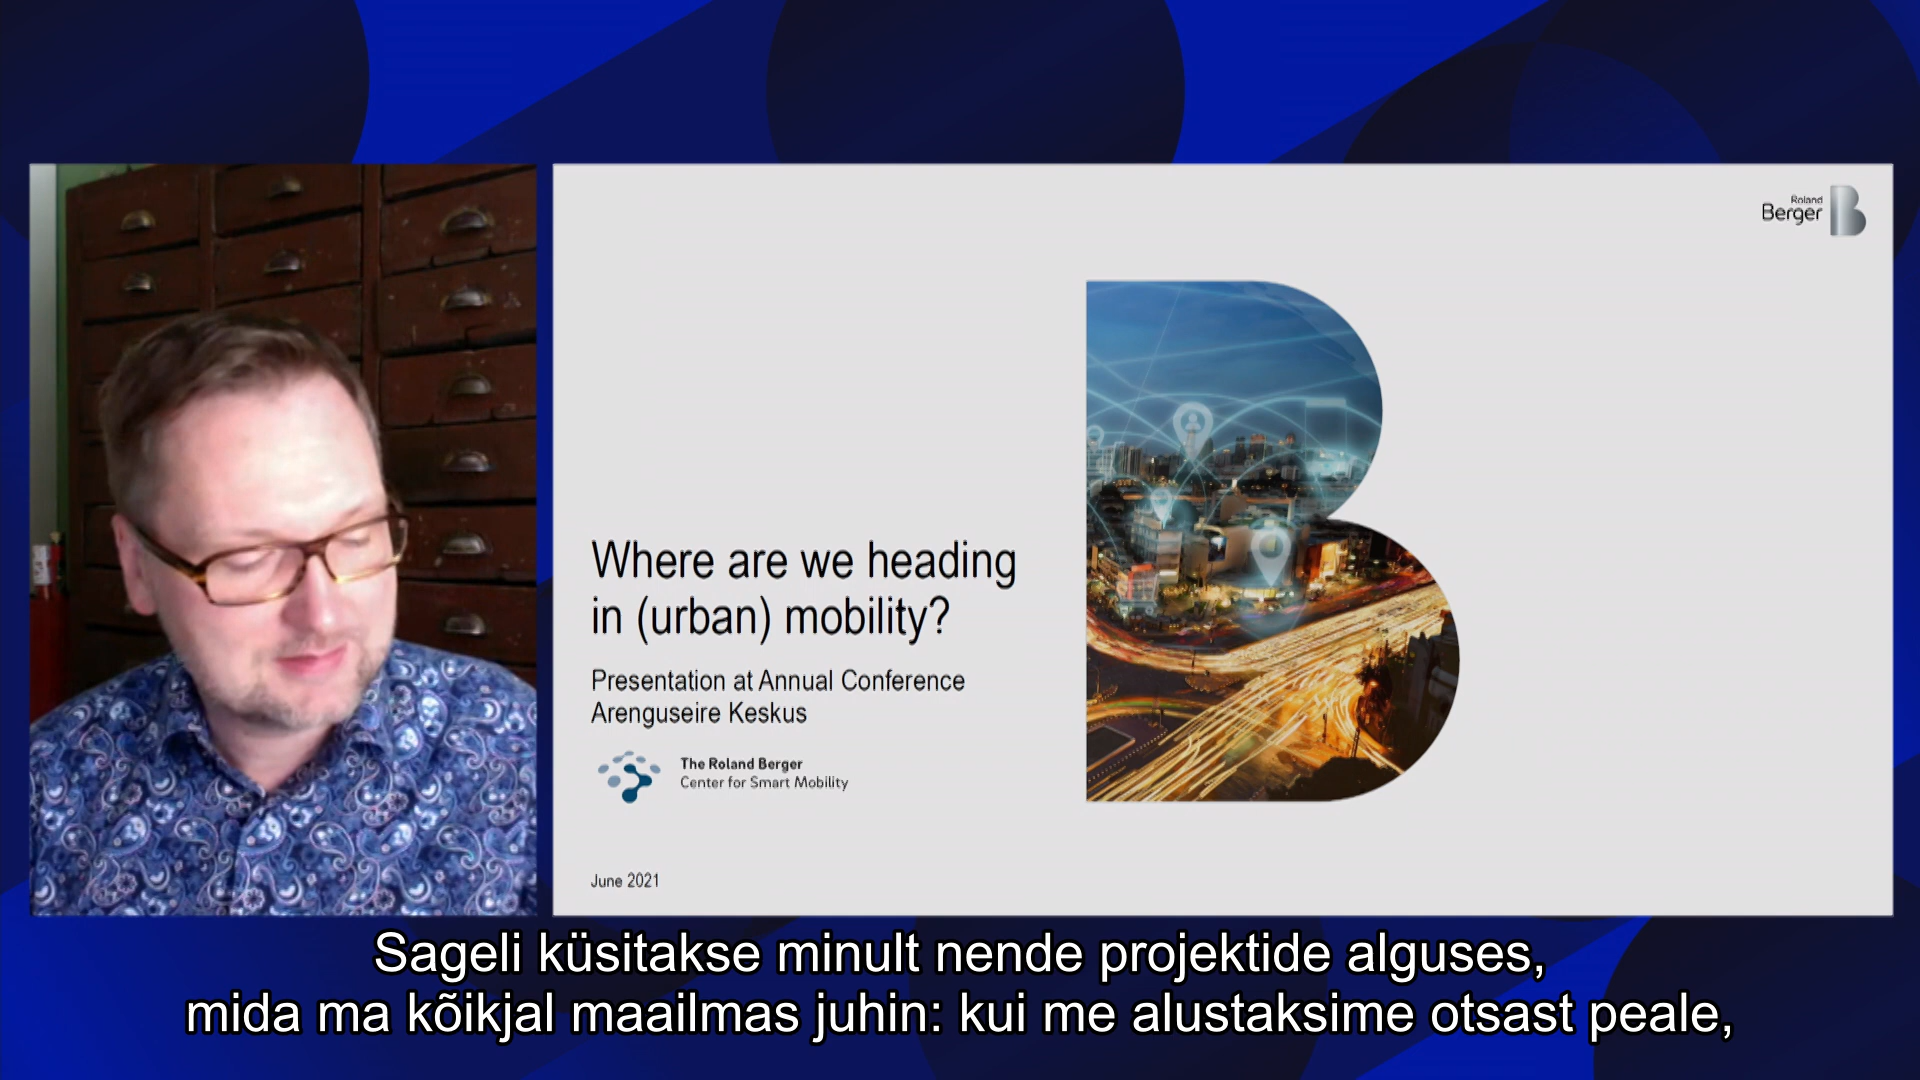 Roland
Berger
Where are we heading
in (urban) mobility?
Presentation at Annual Conference
Arenguseire Keskus
The Roland Berger
Center for Smart Mobility
June 2021
Sageli küsitakse minult nende projektide alguses,
mida ma kõikjal maailmas juhin: kui me alustaksime otsast peale,